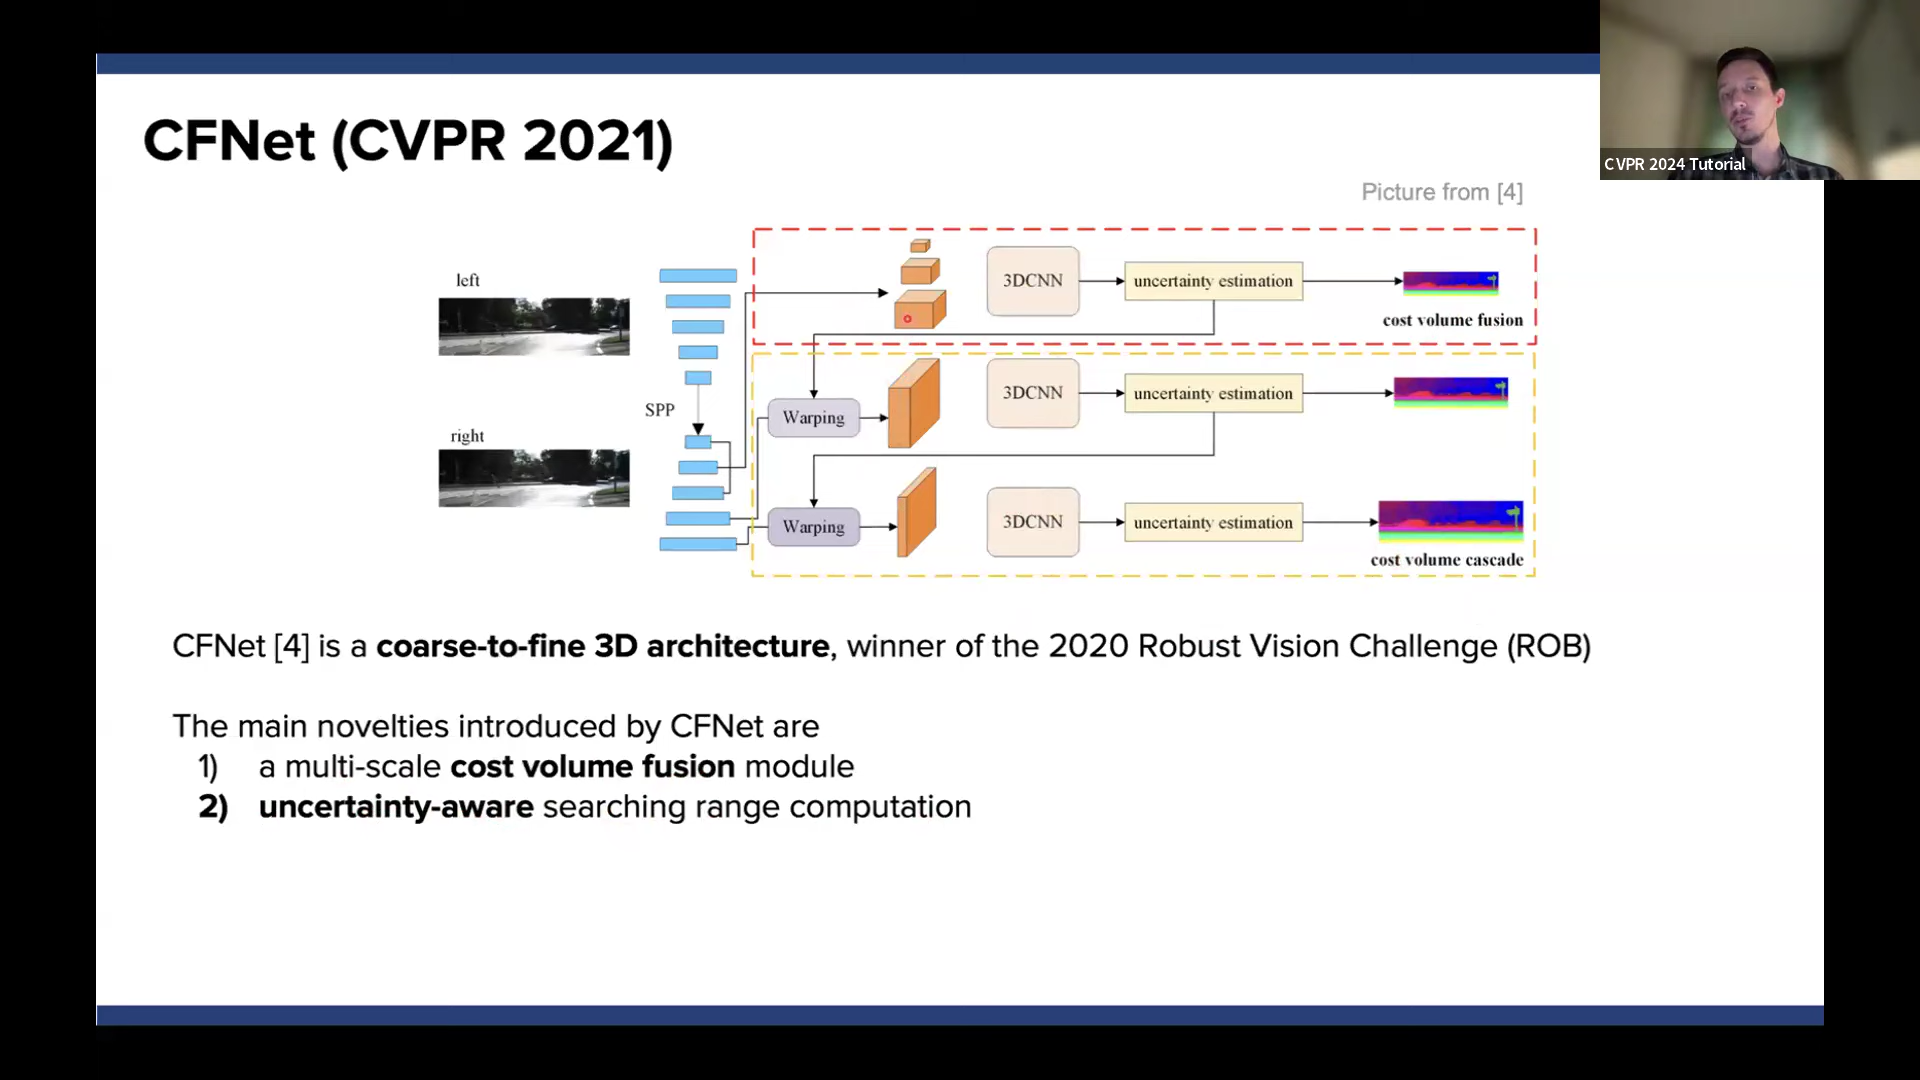 CFNet (CVPR 2021)
CVPR 2024 Tutorial
Picture from [4]
left
right
SPP
3DCNN
uncertainty estimation
cost volume fusion
Warping
3DCNN
uncertainty estimation
Warping
3DCNN
uncertainty estimation
cost volume cascade
CFNet [4] is a coarse-to-fine 3D architecture, winner of the 2020 Robust Vision Challenge (ROB)
The main novelties introduced by CFNet are
1) a multi-scale cost volume fusion module
2) uncertainty-aware searching range computation